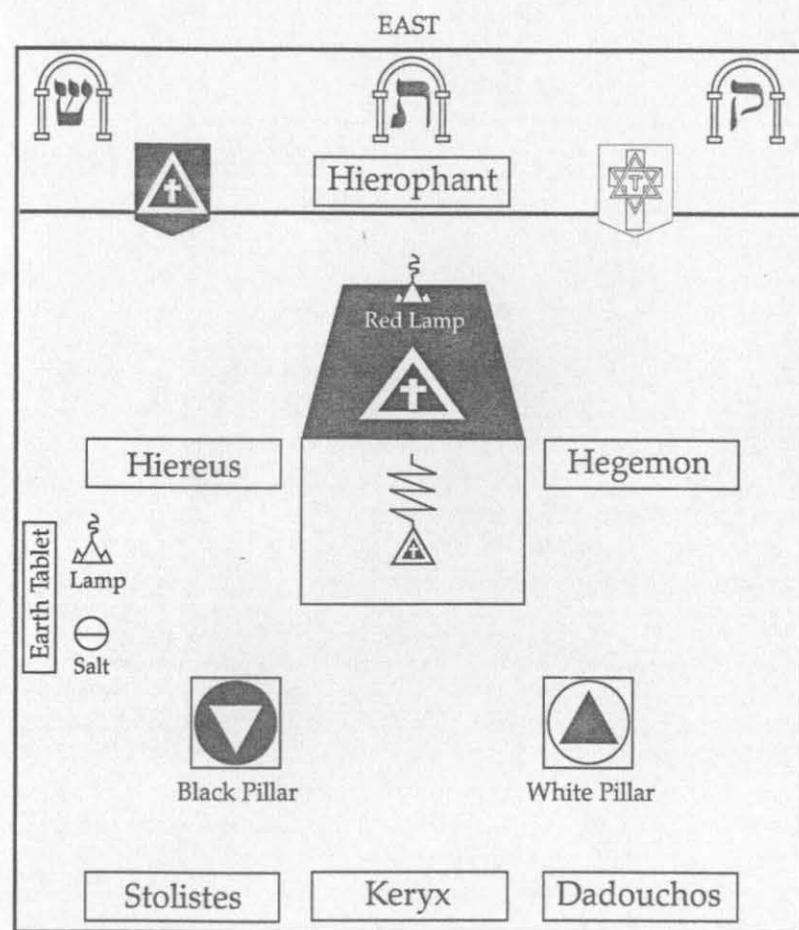 EAST
ש
ת
ק
Hierophant
T
Red Lamp
Hiereus
Hegemon
Earth Tablet
Lamp
Salt
Black Pillar
White Pillar
Stolistes
Keryx
Dadouchos